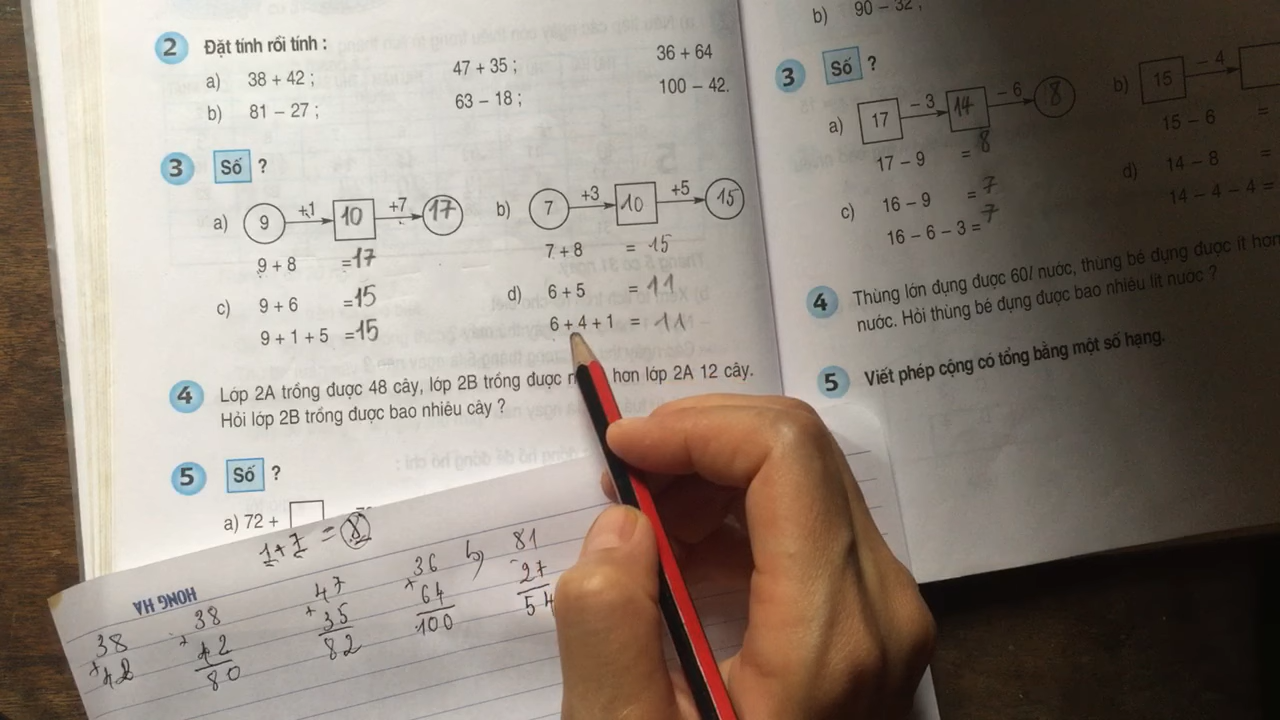 2 Đặt tính rồi tính :
a) 38 + 42 ; 47 + 35 ; 36 + 64
b) 81 – 27 ; 63 – 18 ; 100 – 42.
3 Số ?
a) 9 +1 10 +7 17 b) 7 +3 10 +5 15
9 + 8 = 17 7 + 8 = 15
c) 9 + 6 = 15 d) 6 + 5 = 11
9 + 1 + 5 = 15 6 + 4 + 1 = 11
4 Lớp 2A trồng được 48 cây, lớp 2B trồng được hơn lớp 2A 12 cây.
Hỏi lớp 2B trồng được bao nhiêu cây ?
5 Số ?
a) 72 +
1+7 = 8
HONG HA
38 38 47 36 b, 81
+ 42 + 42 + 35 + 64 - 27
80 82 100 54
b) 90 – 32 ;
3 Số ?
a) 17 – 3 14 – 6 8 b) 15 – 4
17 – 9 = 8 15 – 6 =
c) 16 – 9 = 7 d) 14 – 8 =
16 – 6 – 3 = 7 14 – 4 – 4 =
4 Thùng lớn đựng được 60l nước, thùng bé đựng được ít hơn
nước. Hỏi thùng bé đựng được bao nhiêu lít nước ?
5 Viết phép cộng có tổng bằng một số hạng.